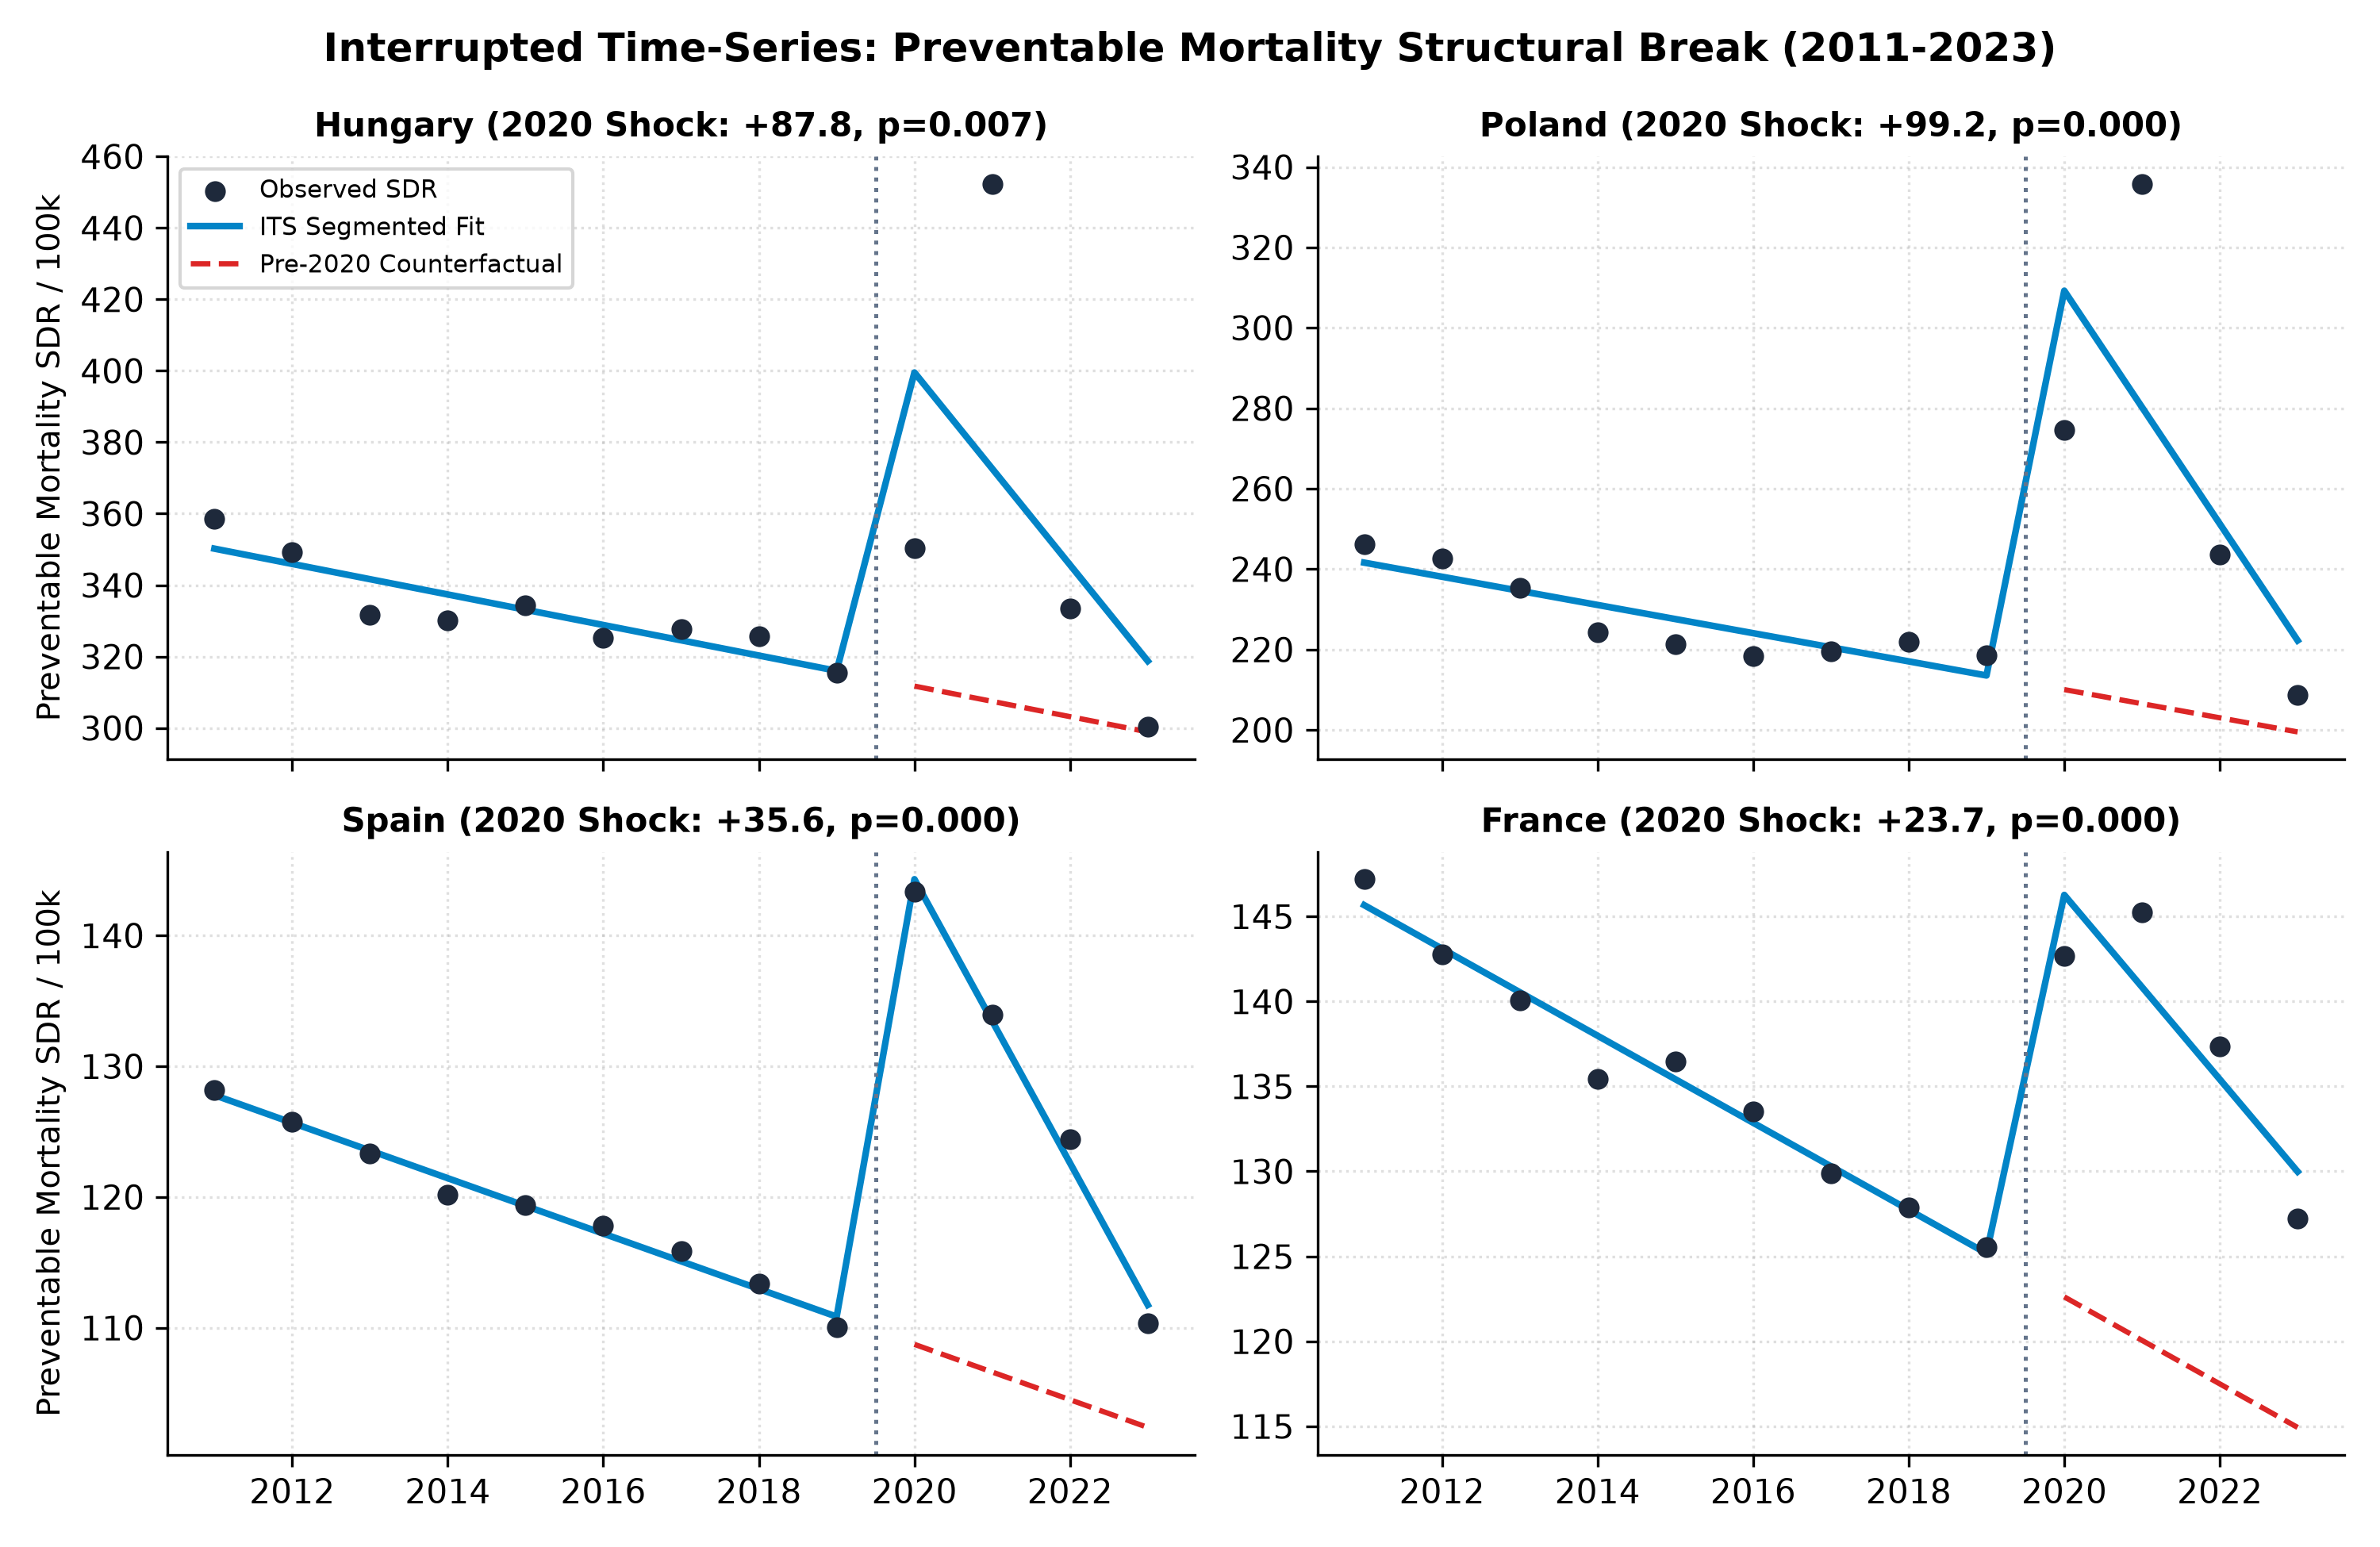 Interrupted Time-Series: Preventable Mortality Structural Break (2011-2023)
Hungary (2020 Shock: +87.8, p=0.007)
Preventable Mortality SDR / 100k
460
440
420
400
380
360
340
320
300
Observed SDR
ITS Segmented Fit
Pre-2020 Counterfactual
Poland (2020 Shock: +99.2, p=0.000)
340
320
300
280
260
240
220
200
Spain (2020 Shock: +35.6, p=0.000)
Preventable Mortality SDR / 100k
140
130
120
110
2012 2014 2016 2018 2020 2022
France (2020 Shock: +23.7, p=0.000)
145
140
135
130
125
120
115
2012 2014 2016 2018 2020 2022